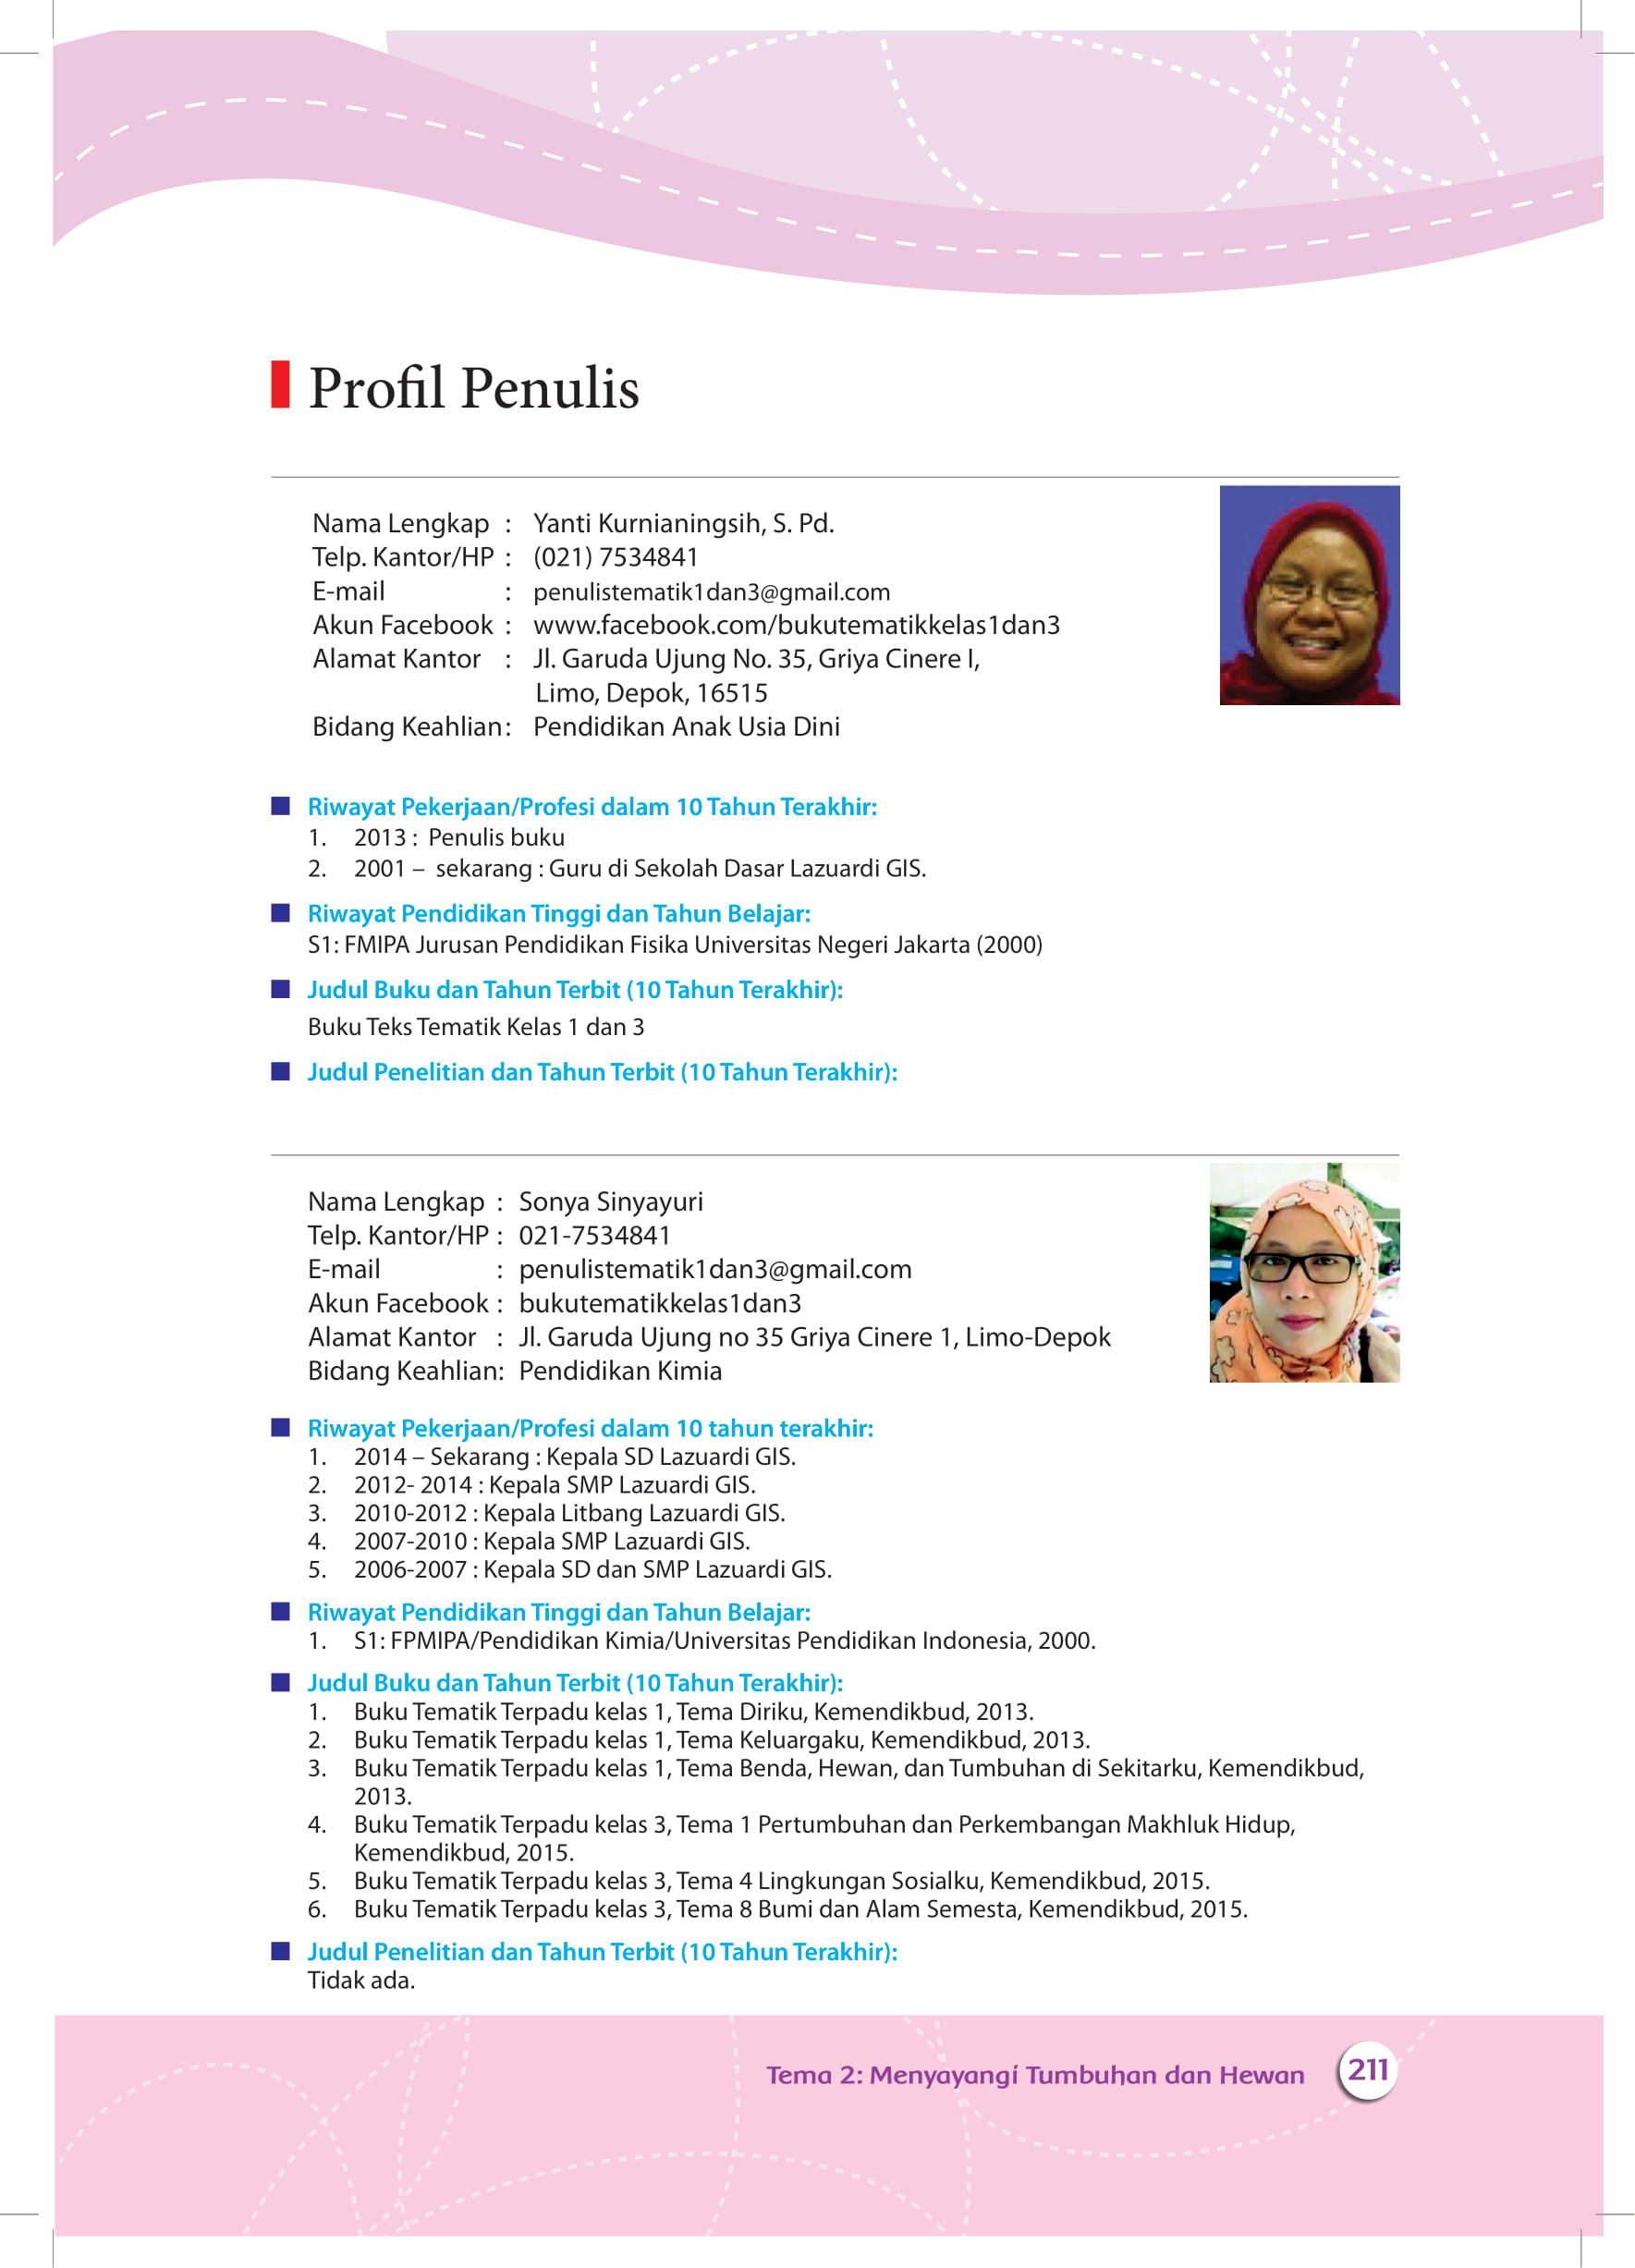 Profil Penulis
Nama Lengkap : Yanti Kurnianingsih, S. Pd.
Telp. Kantor/HP : (021) 7534841
E-mail : penulistematik1dan3@gmail.com
Akun Facebook : www.facebook.com/bukutematikkelas1dan3
Alamat Kantor : Jl. Garuda Ujung No. 35, Griya Cinere I,
Limo, Depok, 16515
Bidang Keahlian: Pendidikan Anak Usia Dini
Riwayat Pekerjaan/Profesi dalam 10 Tahun Terakhir:
1. 2013 : Penulis buku
2. 2001 – sekarang : Guru di Sekolah Dasar Lazuardi GIS.
Riwayat Pendidikan Tinggi dan Tahun Belajar:
S1: FMIPA Jurusan Pendidikan Fisika Universitas Negeri Jakarta (2000)
Judul Buku dan Tahun Terbit (10 Tahun Terakhir):
Buku Teks Tematik Kelas 1 dan 3
Judul Penelitian dan Tahun Terbit (10 Tahun Terakhir):
Nama Lengkap : Sonya Sinyayuri
Telp. Kantor/HP : 021-7534841
E-mail : penulistematik1dan3@gmail.com
Akun Facebook : bukutematikkelas1dan3
Alamat Kantor : Jl. Garuda Ujung no 35 Griya Cinere 1, Limo-Depok
Bidang Keahlian: Pendidikan Kimia
Riwayat Pekerjaan/Profesi dalam 10 tahun terakhir:
1. 2014 – Sekarang : Kepala SD Lazuardi GIS.
2. 2012- 2014 : Kepala SMP Lazuardi GIS.
3. 2010-2012 : Kepala Litbang Lazuardi GIS.
4. 2007-2010 : Kepala SMP Lazuardi GIS.
5. 2006-2007 : Kepala SD dan SMP Lazuardi GIS.
Riwayat Pendidikan Tinggi dan Tahun Belajar:
1. S1: FPMIPA/Pendidikan Kimia/Universitas Pendidikan Indonesia, 2000.
Judul Buku dan Tahun Terbit (10 Tahun Terakhir):
1. Buku Tematik Terpadu kelas 1, Tema Diriku, Kemendikbud, 2013.
2. Buku Tematik Terpadu kelas 1, Tema Keluargaku, Kemendikbud, 2013.
3. Buku Tematik Terpadu kelas 1, Tema Benda, Hewan, dan Tumbuhan di Sekitarku, Kemendikbud,
2013.
4. Buku Tematik Terpadu kelas 3, Tema 1 Pertumbuhan dan Perkembangan Makhluk Hidup,
Kemendikbud, 2015.
5. Buku Tematik Terpadu kelas 3, Tema 4 Lingkungan Sosialku, Kemendikbud, 2015.
6. Buku Tematik Terpadu kelas 3, Tema 8 Bumi dan Alam Semesta, Kemendikbud, 2015.
Judul Penelitian dan Tahun Terbit (10 Tahun Terakhir):
Tidak ada.
Tema 2: Menyayangi Tumbuhan dan Hewan 211